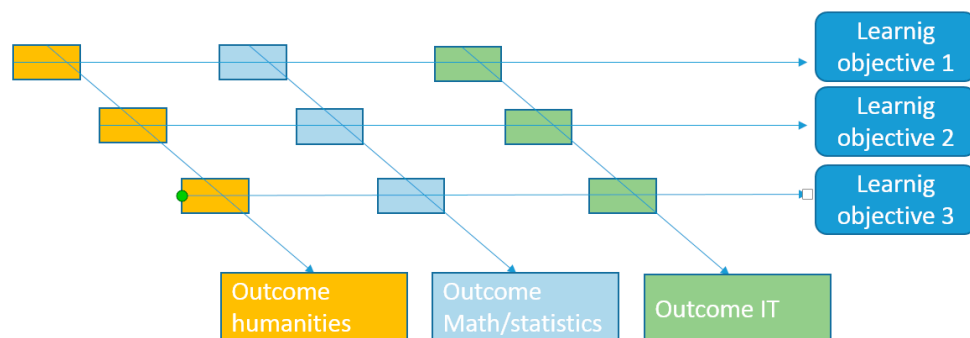 Learnig
objective 1
Learnig
objective 2
Learnig
objective 3
Outcome
humanities
Outcome
Math/statistics
Outcome IT